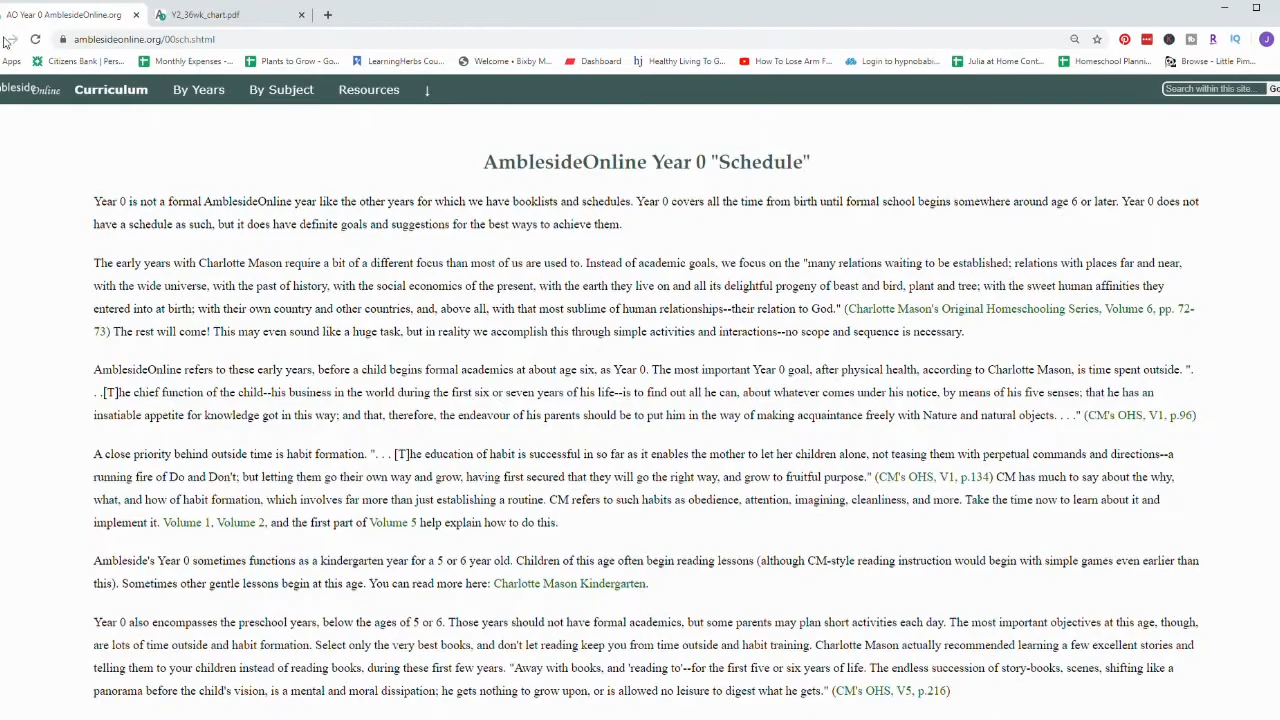 AO Year 0 AmblesideOnline.org
Y2_36wk_chart.pdf
amblesideonline.org/00sch.shtml
Apps Citizens Bank | Pers... Monthly Expenses -... Plants to Grow - Go... LearningHerbs Cou... Welcome • Bixby M... Dashboard Healthy Living To G... How To Lose Arm F... Login to hypnobabi... Julia at Home Cont... Homeschool Planni... Browse - Little Pim...
bleside Online Curriculum By Years By Subject Resources ↓ Search within this site... Go
AmblesideOnline Year 0 "Schedule"
Year 0 is not a formal AmblesideOnline year like the other years for which we have booklists and schedules. Year 0 covers all the time from birth until formal school begins somewhere around age 6 or later. Year 0 does not
have a schedule as such, but it does have definite goals and suggestions for the best ways to achieve them.
The early years with Charlotte Mason require a bit of a different focus than most of us are used to. Instead of academic goals, we focus on the "many relations waiting to be established; relations with places far and near,
with the wide universe, with the past of history, with the social economics of the present, with the earth they live on and all its delightful progeny of beast and bird, plant and tree; with the sweet human affinities they
entered into at birth; with their own country and other countries, and, above all, with that most sublime of human relationships--their relation to God." (Charlotte Mason's Original Homeschooling Series, Volume 6, pp. 72-
73) The rest will come! This may even sound like a huge task, but in reality we accomplish this through simple activities and interactions--no scope and sequence is necessary.
AmblesideOnline refers to these early years, before a child begins formal academics at about age six, as Year 0. The most important Year 0 goal, after physical health, according to Charlotte Mason, is time spent outside. ".
. .[T]he chief function of the child--his business in the world during the first six or seven years of his life--is to find out all he can, about whatever comes under his notice, by means of his five senses; that he has an
insatiable appetite for knowledge got in this way; and that, therefore, the endeavour of his parents should be to put him in the way of making acquaintance freely with Nature and natural objects. . . ." (CM's OHS, V1, p.96)
A close priority behind outside time is habit formation. ". . . [T]he education of habit is successful in so far as it enables the mother to let her children alone, not teasing them with perpetual commands and directions--a
running fire of Do and Don't; but letting them go their own way and grow, having first secured that they will go the right way, and grow to fruitful purpose." (CM's OHS, V1, p.134) CM has much to say about the why,
what, and how of habit formation, which involves far more than just establishing a routine. CM refers to such habits as obedience, attention, imagining, cleanliness, and more. Take the time now to learn about it and
implement it. Volume 1, Volume 2, and the first part of Volume 5 help explain how to do this.
Ambleside's Year 0 sometimes functions as a kindergarten year for a 5 or 6 year old. Children of this age often begin reading lessons (although CM-style reading instruction would begin with simple games even earlier than
this). Sometimes other gentle lessons begin at this age. You can read more here: Charlotte Mason Kindergarten.
Year 0 also encompasses the preschool years, below the ages of 5 or 6. Those years should not have formal academics, but some parents may plan short activities each day. The most important objectives at this age, though,
are lots of time outside and habit formation. Select only the very best books, and don't let reading keep you from time outside and habit training. Charlotte Mason actually recommended learning a few excellent stories and
telling them to your children instead of reading books, during these first few years. "Away with books, and 'reading to'--for the first five or six years of life. The endless succession of story-books, scenes, shifting like a
panorama before the child's vision, is a mental and moral dissipation; he gets nothing to grow upon, or is allowed no leisure to digest what he gets." (CM's OHS, V5, p.216)